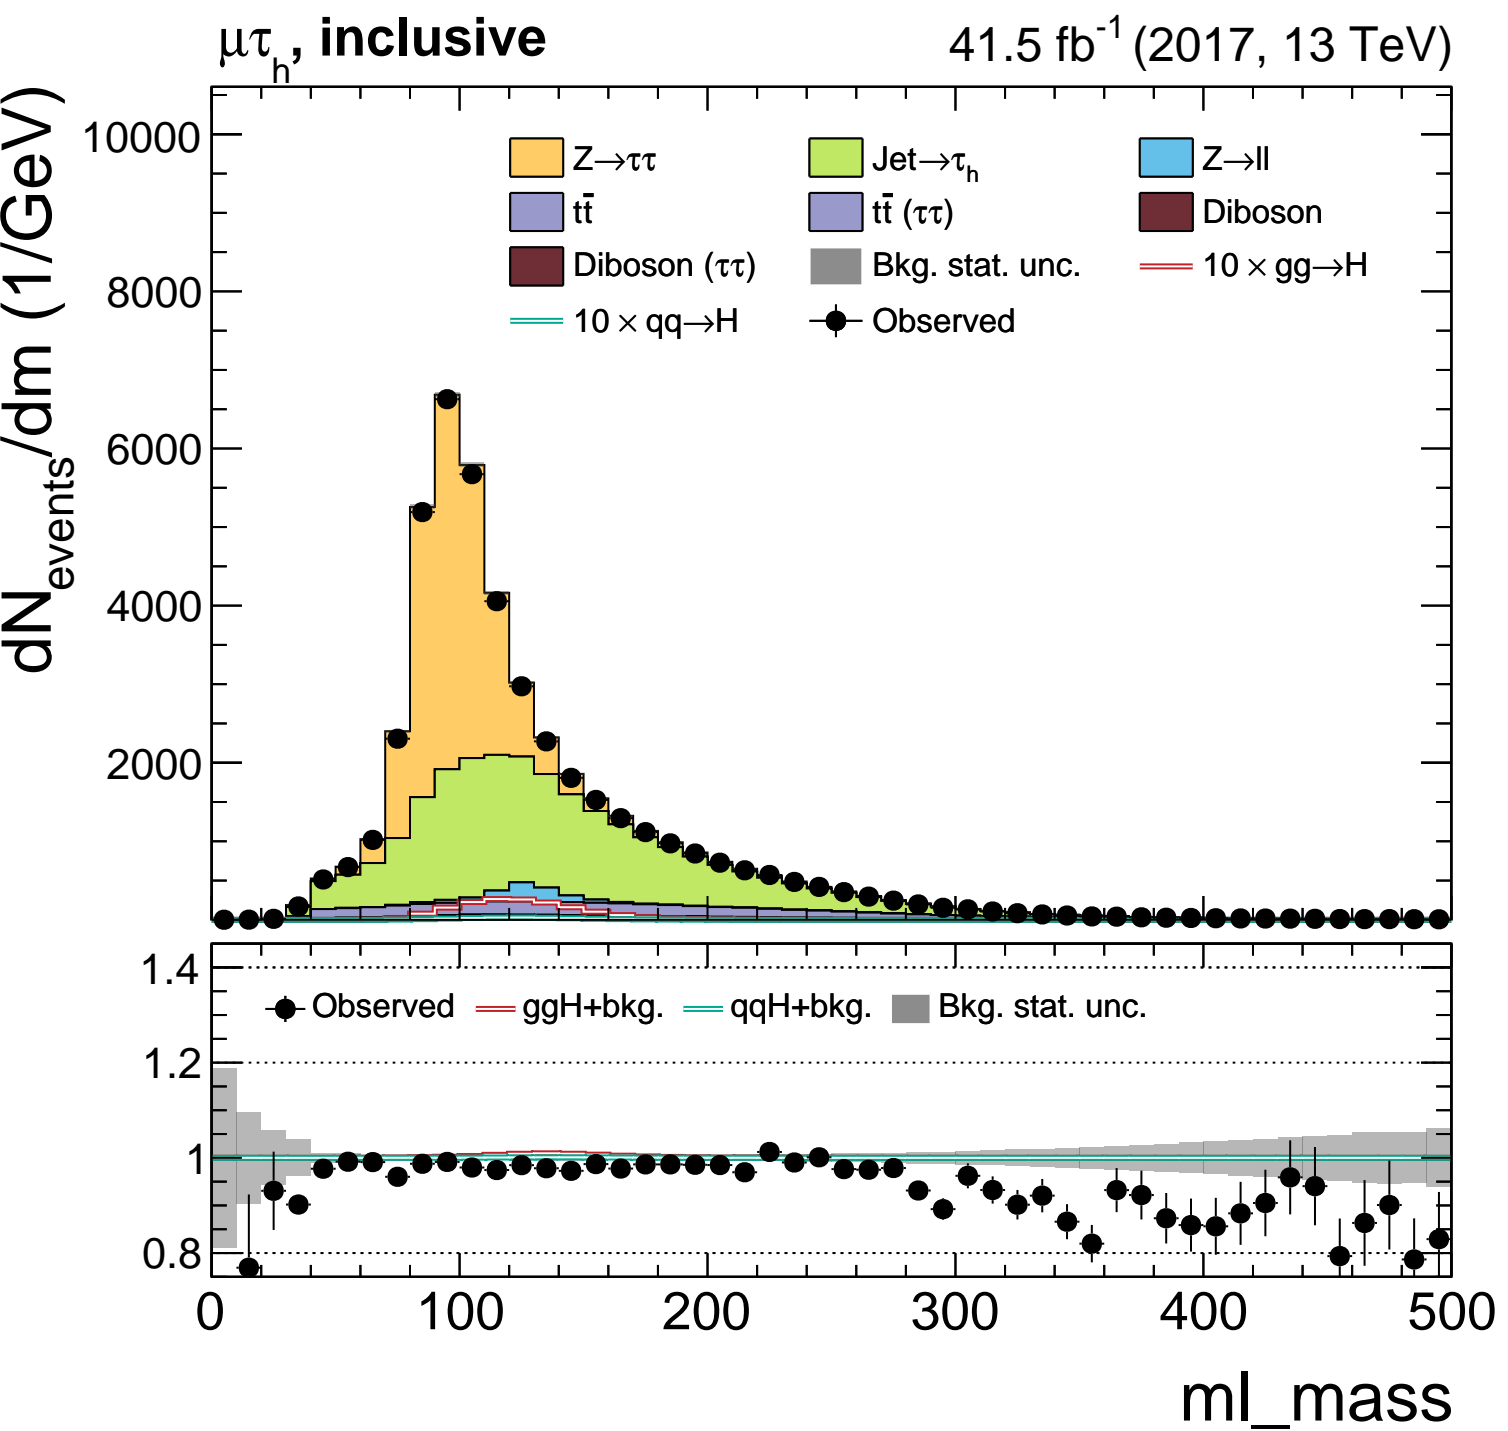 μτh, inclusive
41.5 fb-1 (2017, 13 TeV)
dNevents/dm (1/GeV)
10000
8000
6000
4000
2000
Z→ττ
Jet→τh
Z→ll
tt̄
tt̄ (ττ)
Diboson
Diboson (ττ)
Bkg. stat. unc.
10 × gg→H
10 × qq→H
Observed
1.4
1.2
1
0.8
Observed
ggH+bkg.
qqH+bkg.
Bkg. stat. unc.
0
100
200
300
400
500
ml_mass